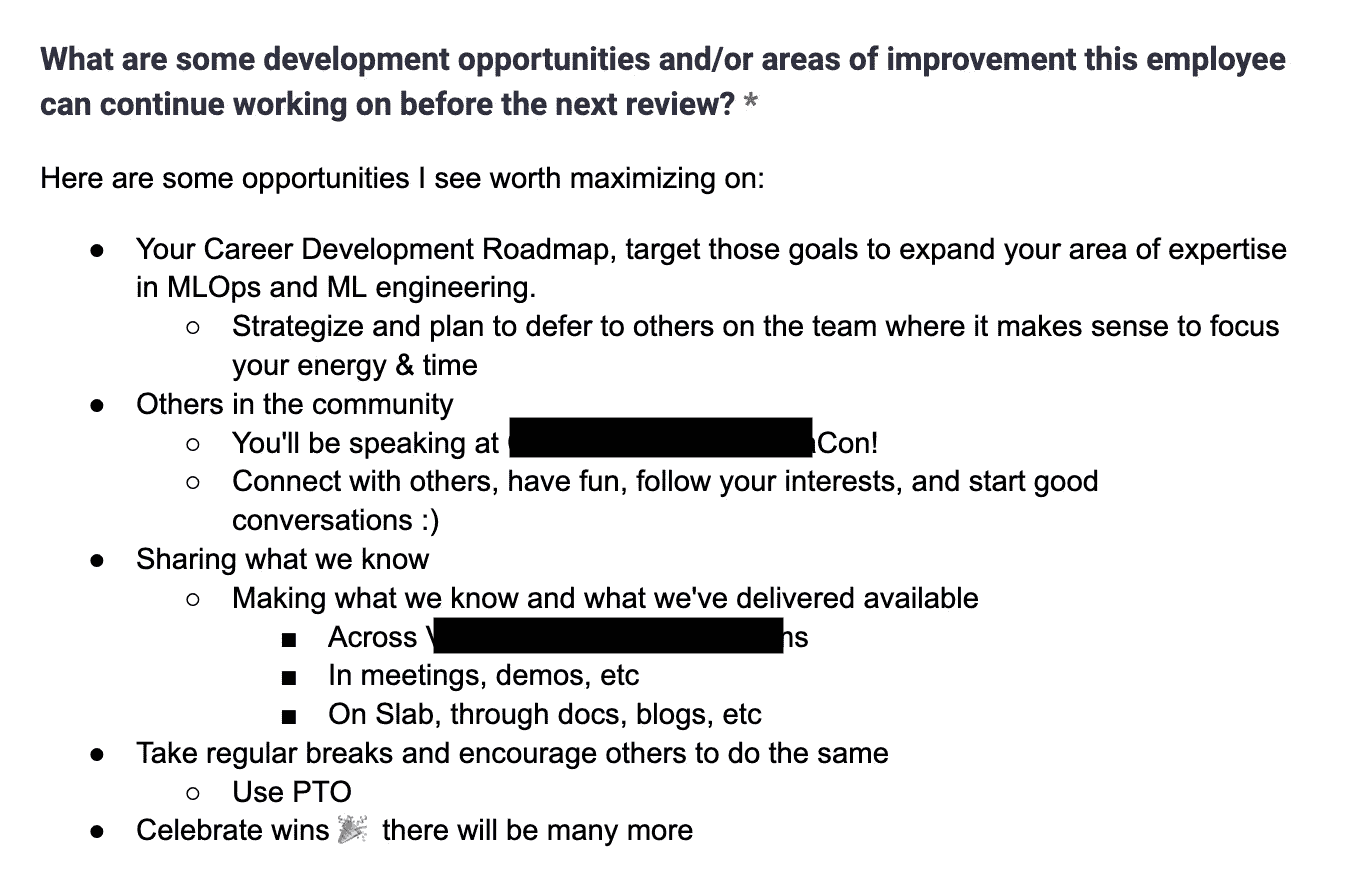 What are some development opportunities and/or areas of improvement this employee
can continue working on before the next review? *
Here are some opportunities I see worth maximizing on:
● Your Career Development Roadmap, target those goals to expand your area of expertise
in MLOps and ML engineering.
○ Strategize and plan to defer to others on the team where it makes sense to focus
your energy & time
● Others in the community
○ You'll be speaking at Con!
○ Connect with others, have fun, follow your interests, and start good
conversations :)
● Sharing what we know
○ Making what we know and what we've delivered available
■ Across
■ In meetings, demos, etc
■ On Slab, through docs, blogs, etc
● Take regular breaks and encourage others to do the same
○ Use PTO
● Celebrate wins 🎉 there will be many more